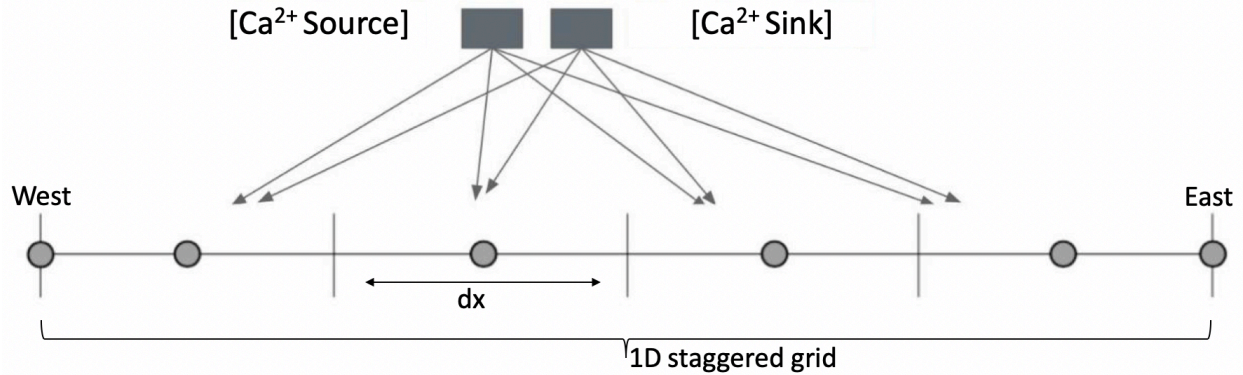 [Ca²⁺ Source] [Ca²⁺ Sink]
West East
dx
1D staggered grid